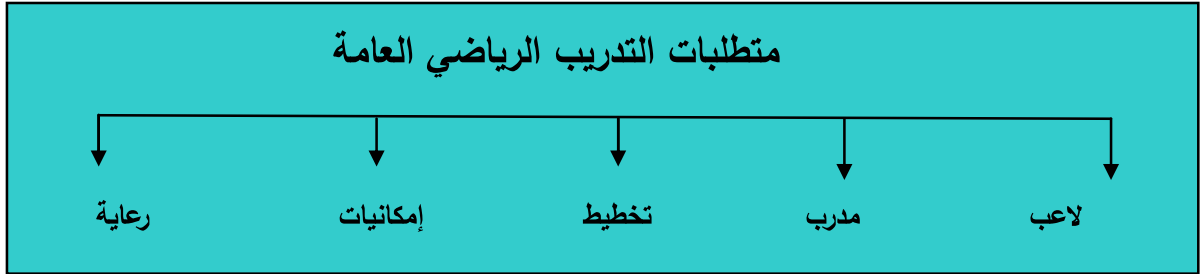 متطلبات التدريب الرياضي العامة
لاعب مدرب تخطيط إمكانيات رعاية